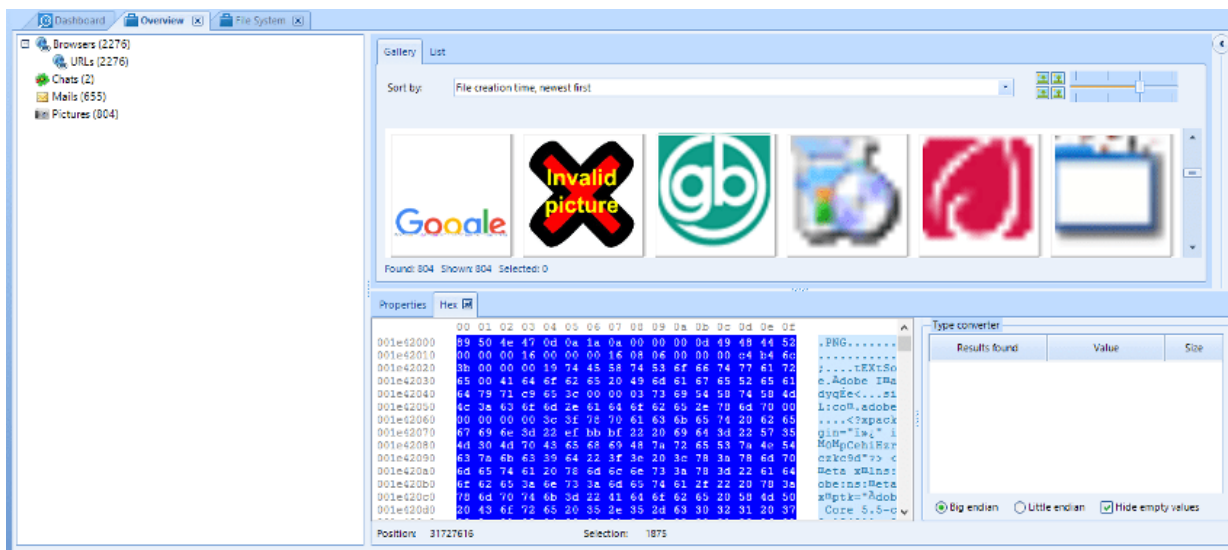 Dashboard Overview File System
Browsers (2276)
URLs (2276)
Chats (2)
Mails (655)
Pictures (804)
Gallery List
Sort by: File creation time, newest first
Google
Invalid
picture
gb
Found: 804 Shown: 804 Selected: 0
Properties Hex
00 01 02 03 04 05 06 07 08 09 0a 0b 0c 0d 0e 0f
001e42000 89 50 4e 47 0d 0a 1a 0a 00 00 00 0d 49 48 44 52 .PNG........
001e42010 00 00 00 16 00 00 00 16 08 06 00 00 00 c4 b4 6c
001e42020 3b 00 00 00 19 74 45 58 74 53 6f 66 74 77 61 72 ;....tEXtSo
001e42030 65 00 41 64 6f 62 65 20 49 6d 61 67 65 52 65 61 e.Adobe Ima
001e42040 64 79 71 c9 65 3c 00 00 03 73 69 54 58 74 58 4d
001e42050 4c 3a 63 6f 6d 2e 61 64 6f 62 65 2e 78 6d 70 00 L:com.adobe
001e42060 00 00 00 00 3c 3f 78 70 61 63 6b 65 74 20 62 65 ....<?xpack
001e42070 67 69 6e 3d 22 ef bb bf 22 20 69 64 3d 22 57 35
001e42080 4d 30 4d 70 43 65 68 69 48 7a 72 65 53 7a 4e 54 M0MpCehiHzr
001e42090 63 7a 6b 63 39 64 22 3f 3e 20 3c 78 3a 78 6d 70 czkc9d"?> <
001e420a0 6d 65 74 61 20 78 6d 6c 6e 73 3a 78 3d 22 61 64 meta xmlns:
001e420b0 6f 62 65 3a 6e 73 3a 6d 65 74 61 2f 22 20 78 3a obe:ns:meta
001e420c0 78 6d 70 74 6b 3d 22 41 64 6f 62 65 20 58 4d 50 xmptk="Adob
001e420d0 20 43 6f 72 65 20 35 2e 35 2d 63 30 32 31 20 37 Core 5.5-c
Type converter
Results found Value Size
Big endian Little endian Hide empty values
Position: 31727616 Selection: 1875